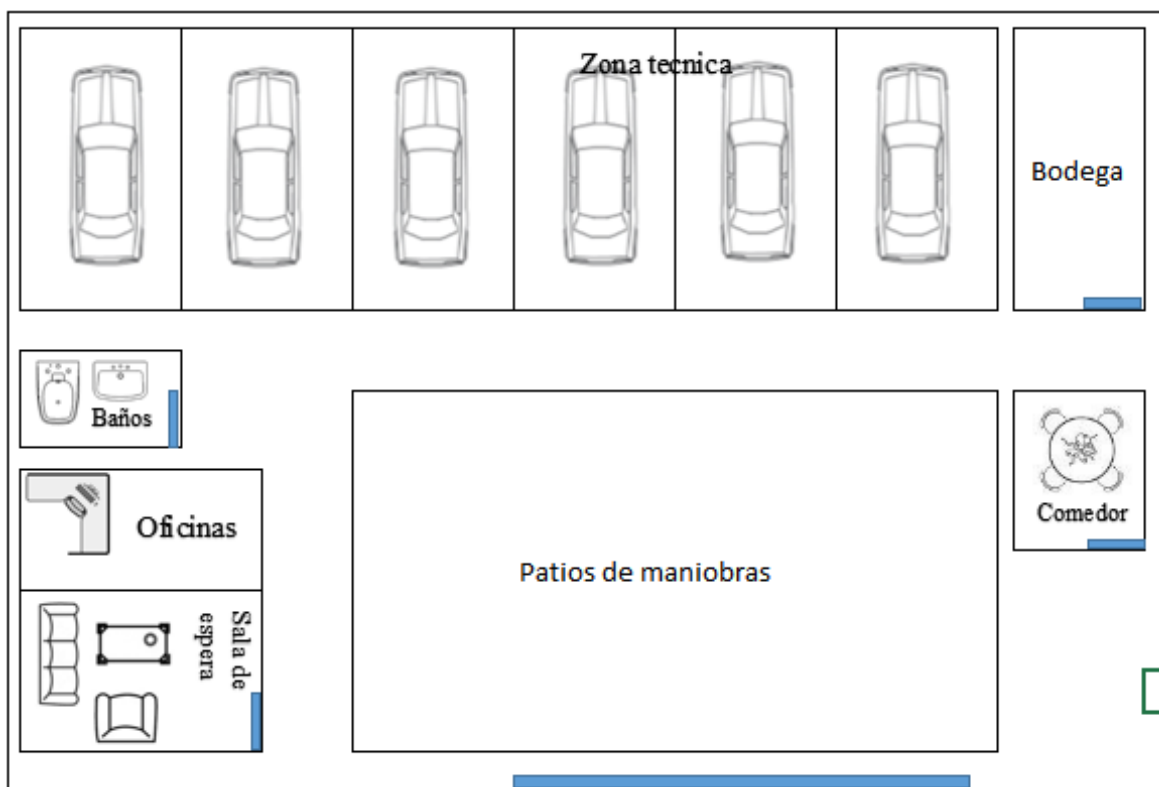 Zona tecnica
Bodega
Baños
Oficinas
Comedor
Patios de maniobras
Sala de
espera